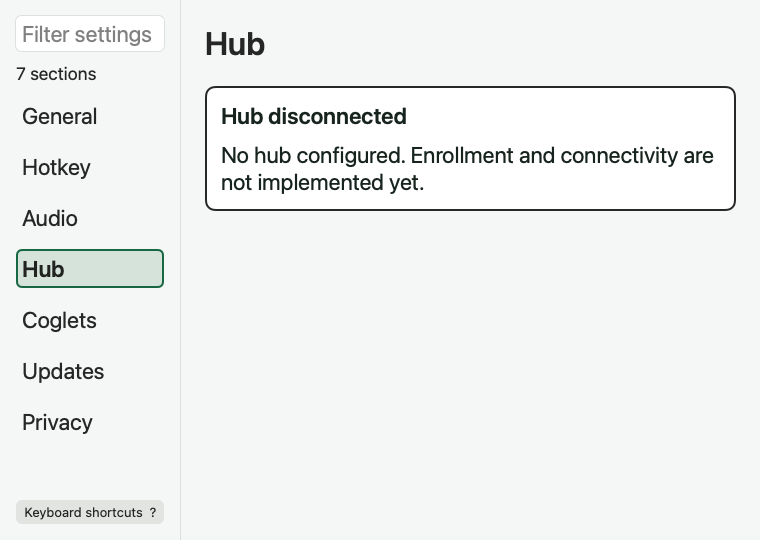 Filter settings
7 sections
General
Hotkey
Audio
Hub
Coglets
Updates
Privacy
Keyboard shortcuts ?
Hub
Hub disconnected
No hub configured. Enrollment and connectivity are
not implemented yet.